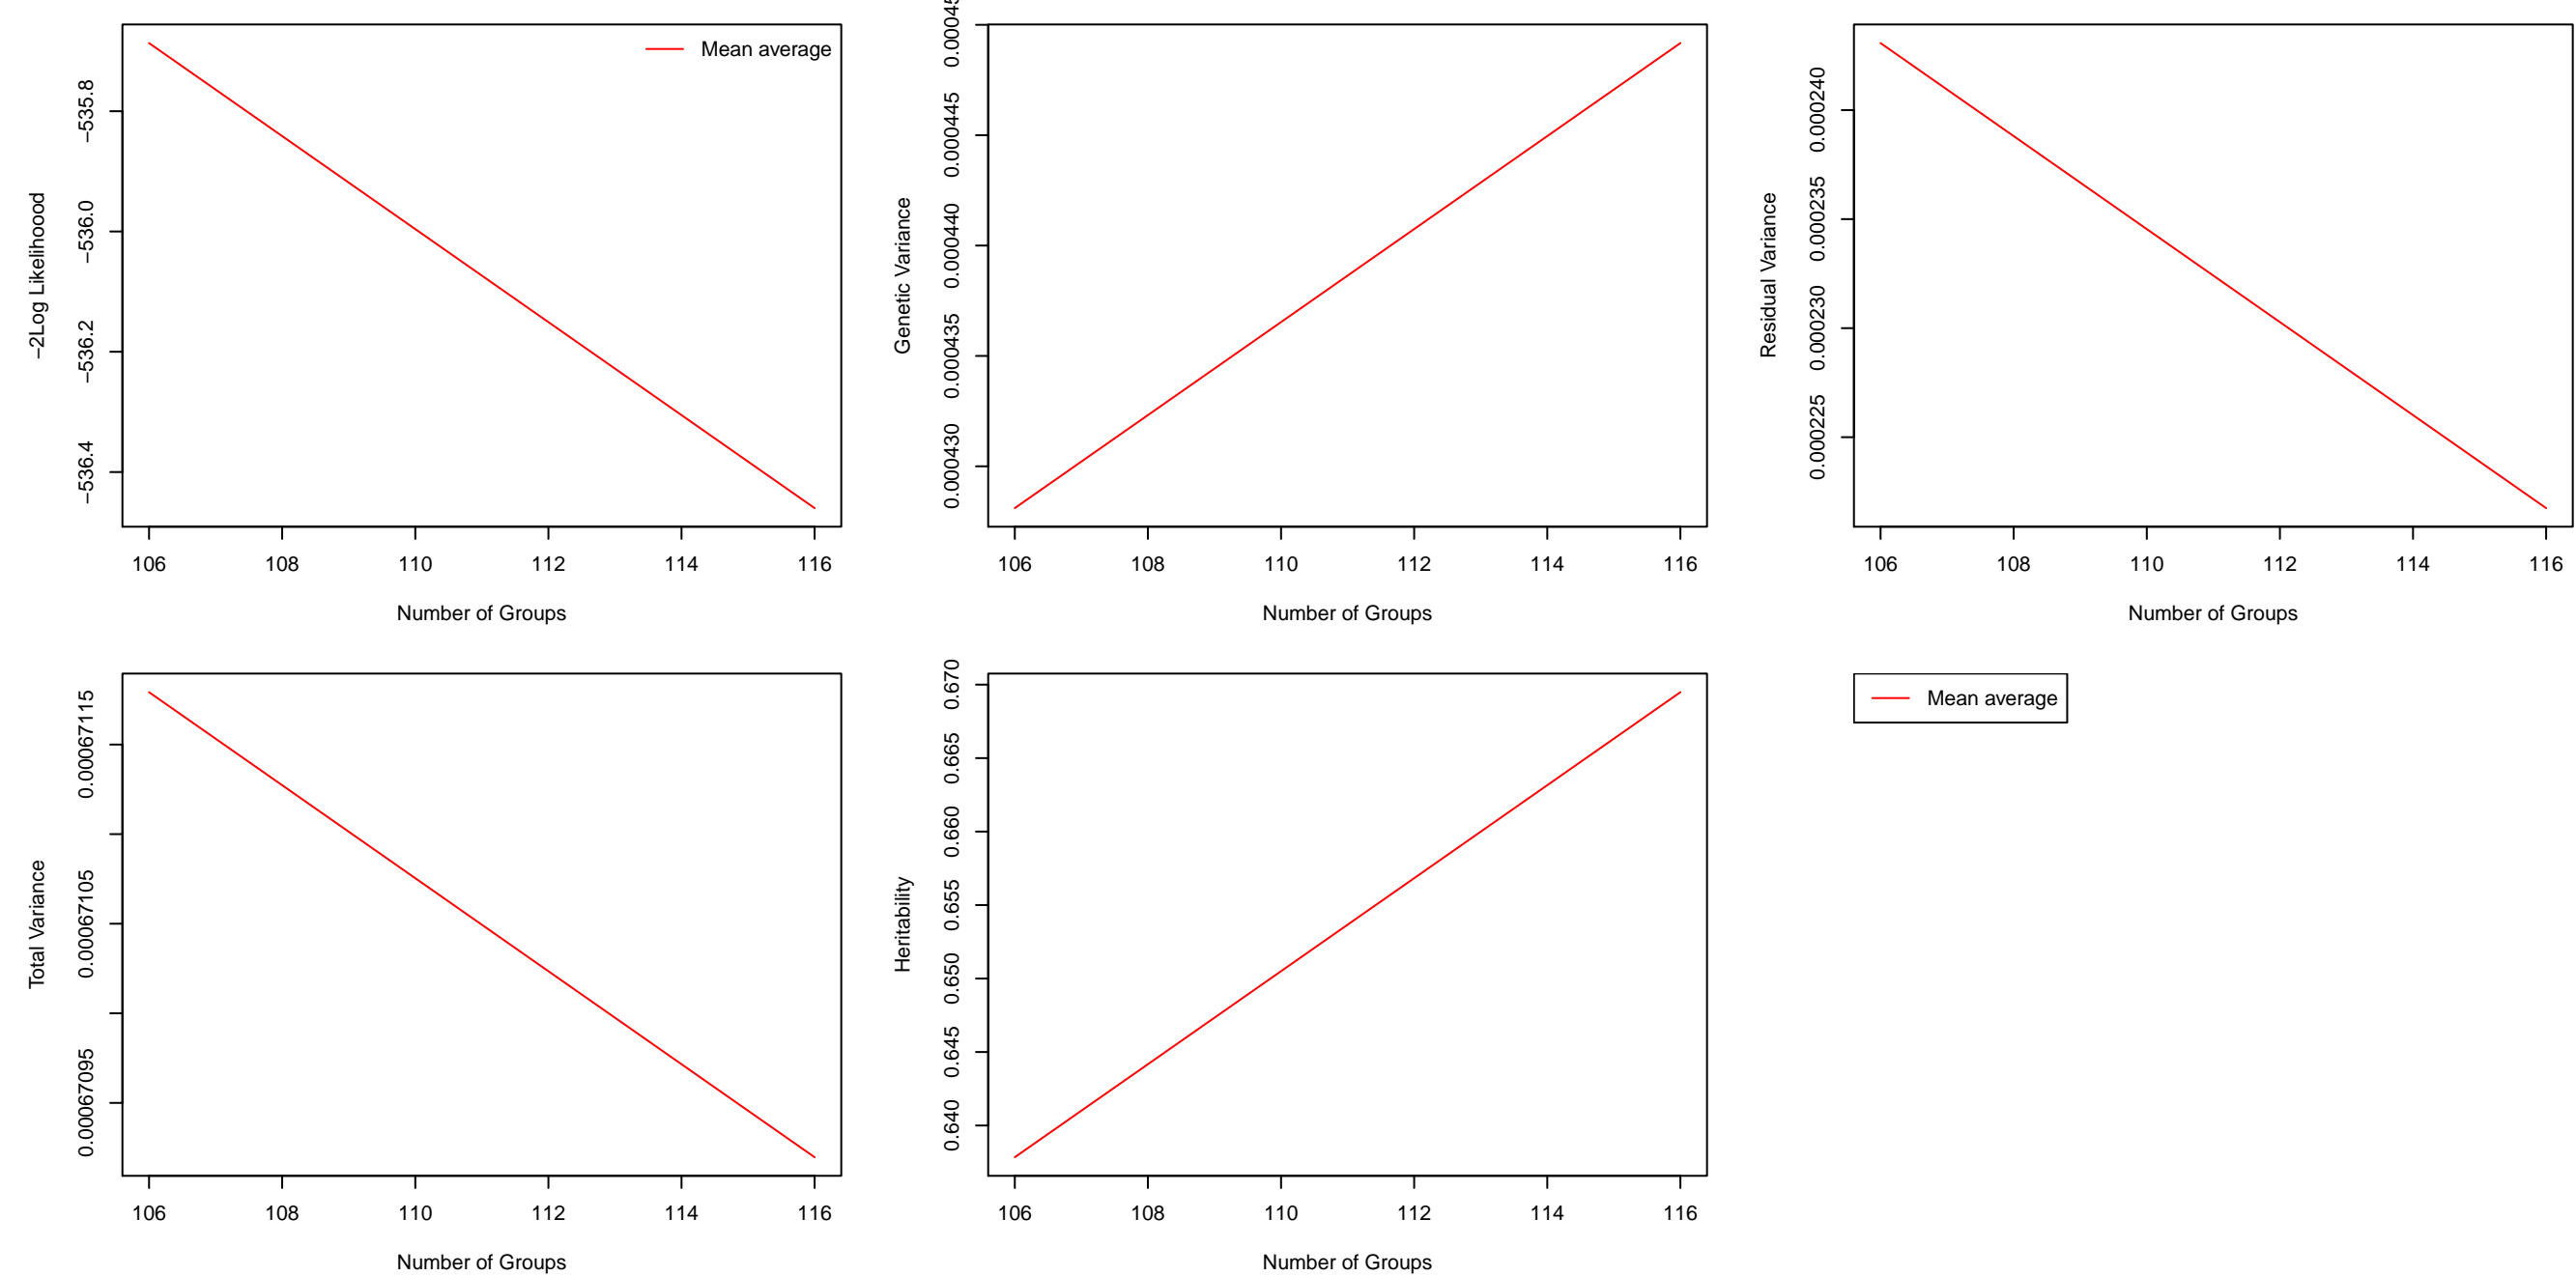 Mean average
−2Log Likelihoood
−535.8
−536.0
−536.2
−536.4
106 108 110 112 114 116
Number of Groups
Genetic Variance
0.000445
0.000440
0.000435
0.000430
106 108 110 112 114 116
Number of Groups
Residual Variance
0.000240
0.000235
0.000230
0.000225
106 108 110 112 114 116
Number of Groups
Total Variance
0.00067115
0.00067105
0.00067095
106 108 110 112 114 116
Number of Groups
Heritability
0.670
0.665
0.660
0.655
0.650
0.645
0.640
106 108 110 112 114 116
Number of Groups
Mean average